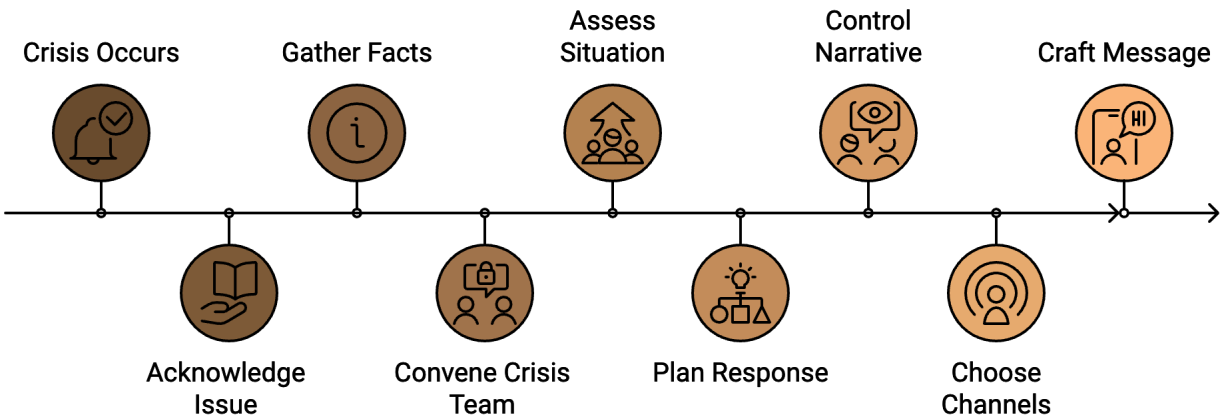 Crisis Occurs
Acknowledge
Issue
Gather Facts
i
Convene Crisis
Team
Assess
Situation
Plan Response
Control
Narrative
Choose
Channels
Craft Message
HI